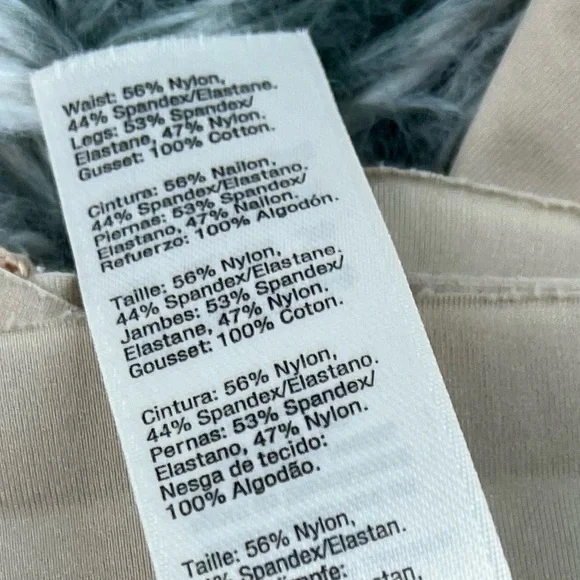 Waist: 56% Nylon,
44% Spandex/Elastane.
Legs: 53% Spandex/
Elastane, 47% Nylon.
Gusset: 100% Cotton.
Cintura: 56% Nailon,
44% Spandex/Elastano.
Piernas: 53% Spandex/
Elastano, 47% Nailon.
Refuerzo: 100% Algodón.
Taille: 56% Nylon,
44% Spandex/Elastane.
Jambes: 53% Spandex/
Elastane, 47% Nylon.
Gousset: 100% Coton.
Cintura: 56% Nylon,
44% Spandex/Elastano.
Pernas: 53% Spandex/
Elastano, 47% Nylon.
Nesga de tecido:
100% Algodão.
Taille: 56% Nylon,
44% Spandex/Elastan.